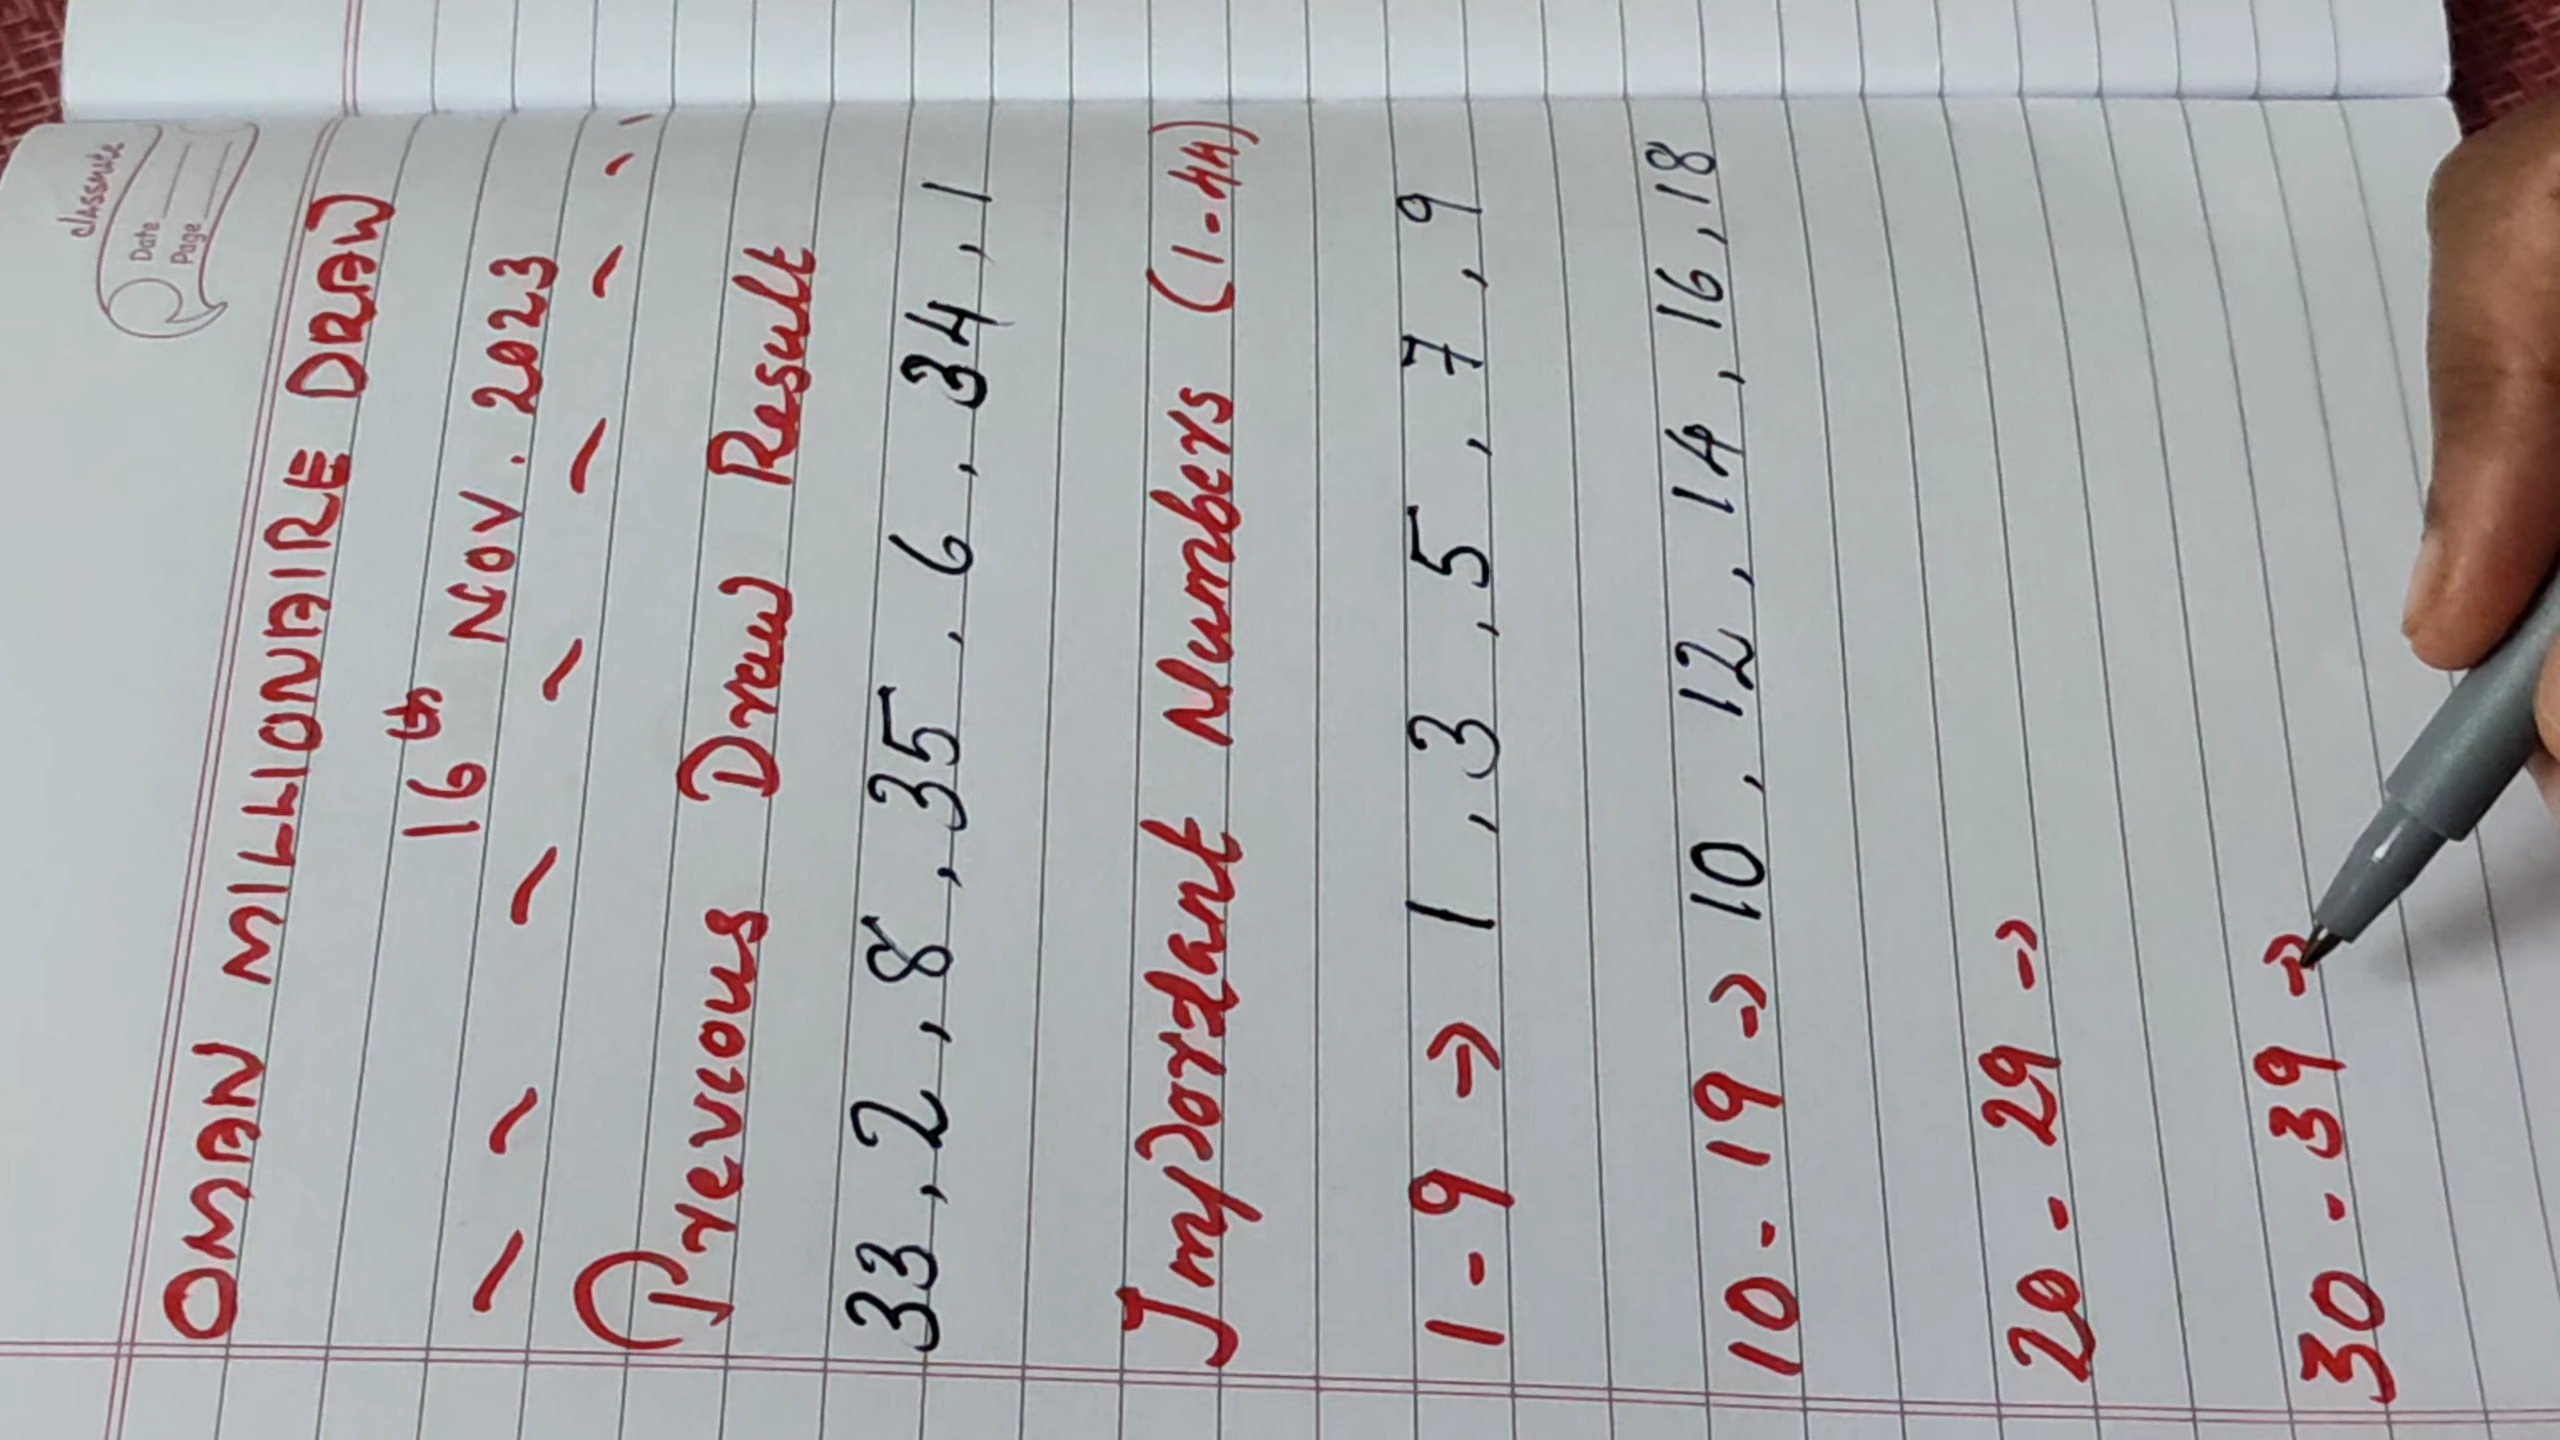 classmate
Date
Page
OMAN MILLIONAIRE DRAW
16th Nov. 2023
Prevcous Draw Result
33, 2, 8, 35, 6, 34, 1
Important Numbers (1-44)
1-9 → 1, 3, 5, 7, 9
10-19 → 10, 12, 14, 16, 18
20-29 →
30-39 →